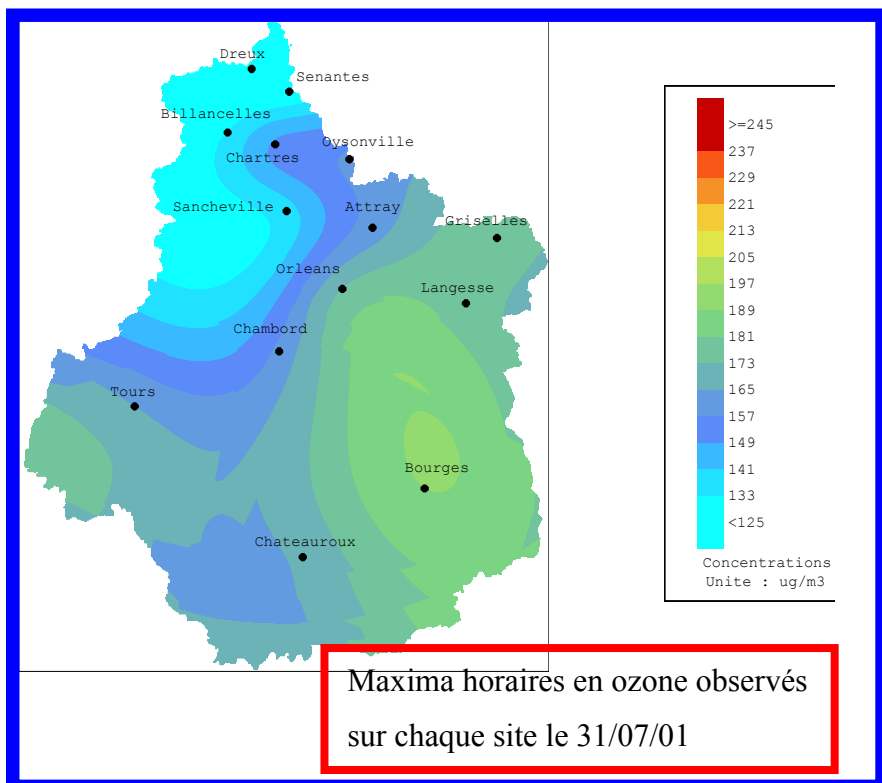 Dreux
Senantes
Billancelles
Chartres
Oysonville
Sancheville
Attray
Griselles
Orleans
Langesse
Chambord
Tours
Bourges
Chateauroux
>=245
237
229
221
213
205
197
189
181
173
165
157
149
141
133
<125
Concentrations
Unite : ug/m3
Maxima horaires en ozone observés
sur chaque site le 31/07/01